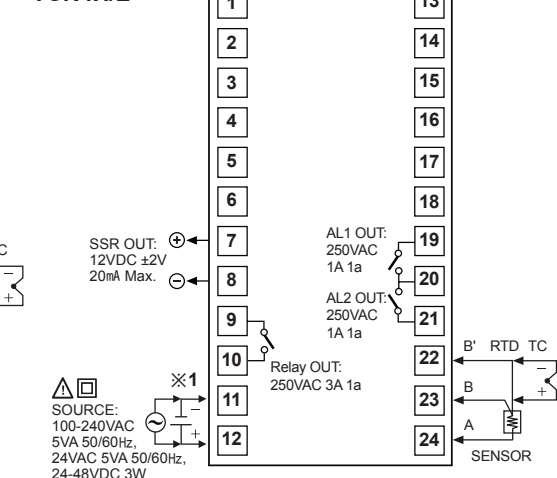 1
13
2
14
3
15
4
16
5
17
6
18
C
SSR OUT:
12VDC ±2V
20mA Max.
7
8
AL1 OUT:
250VAC
1A 1a
19
20
AL2 OUT:
250VAC
1A 1a
21
9
10
Relay OUT:
250VAC 3A 1a
22
B' RTD TC
※1
11
23
B
SOURCE:
100-240VAC
5VA 50/60Hz,
24VAC 5VA 50/60Hz,
24-48VDC 3W
12
24
A
SENSOR